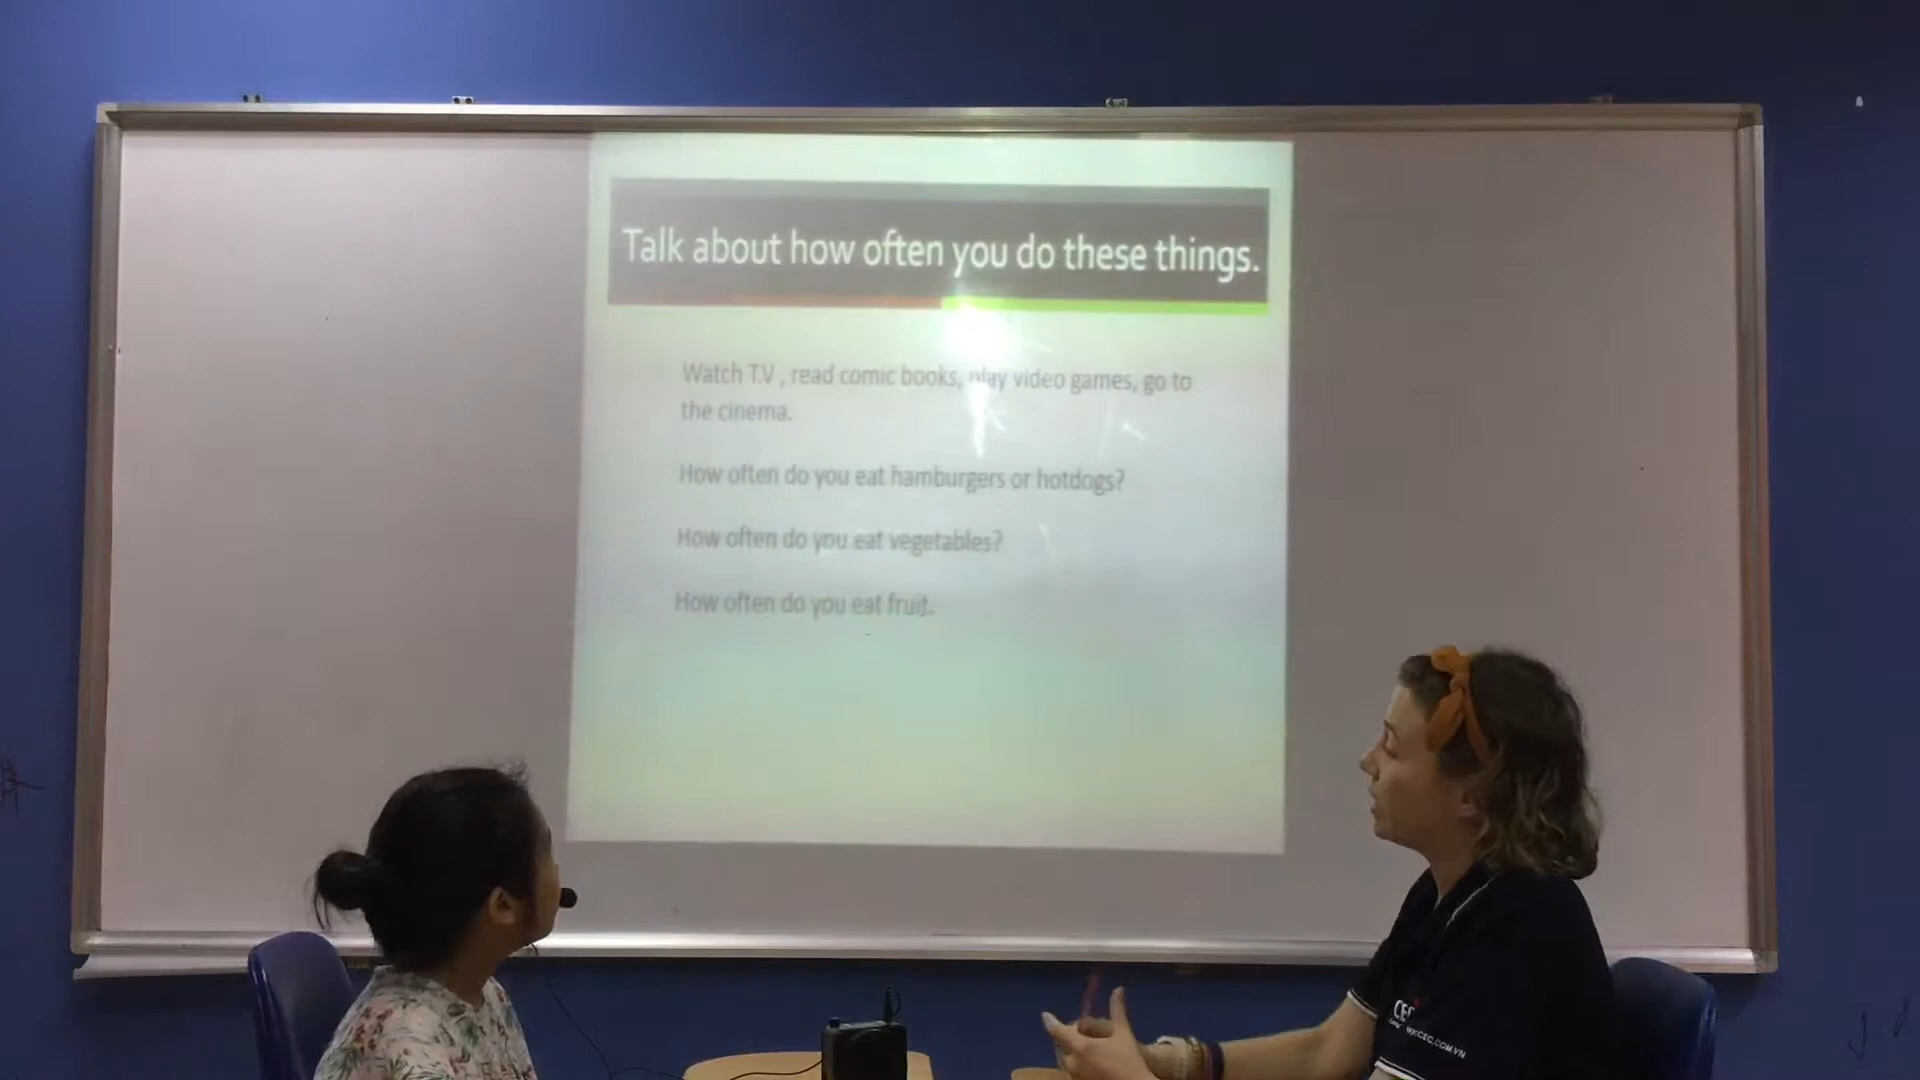 Talk about how often you do these things.
Watch T.V , read comic books, play video games, go to
the cinema.
How often do you eat hamburgers or hotdogs?
How often do you eat vegetables?
How often do you eat fruit.
CEC